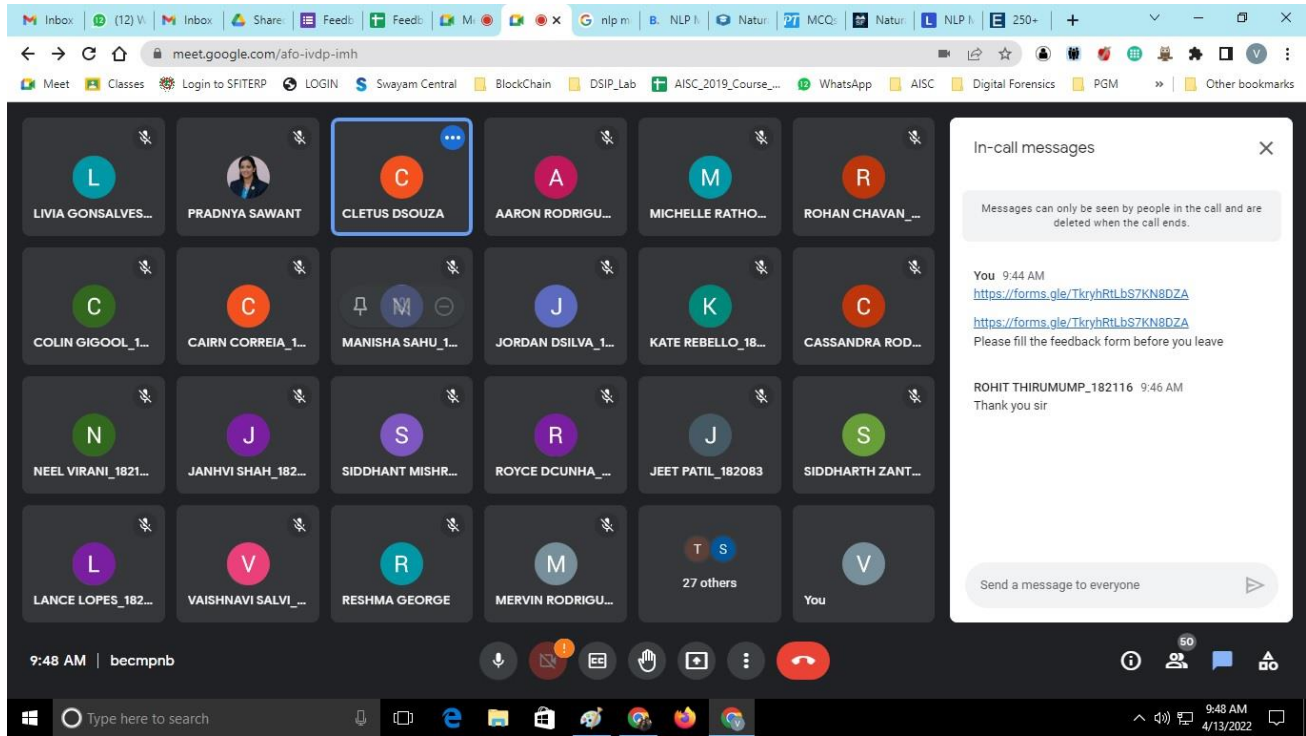 Inbox
(12) W
Inbox
Share
Feedb
Feedb
nlp m
NLP
Natur
MCQs
Natur
NLP
250+
meet.google.com/afo-ivdp-imh
Meet
Classes
Login to SFITERP
LOGIN
Swayam Central
BlockChain
DSIP_Lab
AISC_2019_Course_...
WhatsApp
AISC
Digital Forensics
PGM
»
Other bookmarks
L
LIVIA GONSALVES...
PRADNYA SAWANT
C
CLETUS DSOUZA
A
AARON RODRIGU...
M
MICHELLE RATHO...
R
ROHAN CHAVAN_...
C
COLIN GIGOOL_1...
C
CAIRN CORREIA_1...
M
MANISHA SAHU_1...
J
JORDAN DSILVA_1...
K
KATE REBELLO_18...
C
CASSANDRA ROD...
N
NEEL VIRANI_1821...
J
JANHVI SHAH_182...
S
SIDDHANT MISHR...
R
ROYCE DCUNHA_...
J
JEET PATIL_182083
S
SIDDHARTH ZANT...
L
LANCE LOPES_182...
V
VAISHNAVI SALVI_...
R
RESHMA GEORGE
M
MERVIN RODRIGU...
T S
27 others
V
You
In-call messages
Messages can only be seen by people in the call and are
deleted when the call ends.
You 9:44 AM
https://forms.gle/TkryhRtLbS7KN8DZA
https://forms.gle/TkryhRtLbS7KN8DZA
Please fill the feedback form before you leave
ROHIT THIRUMUMP_182116 9:46 AM
Thank you sir
Send a message to everyone
9:48 AM | becmpnb
CC
50
Type here to search
9:48 AM
4/13/2022